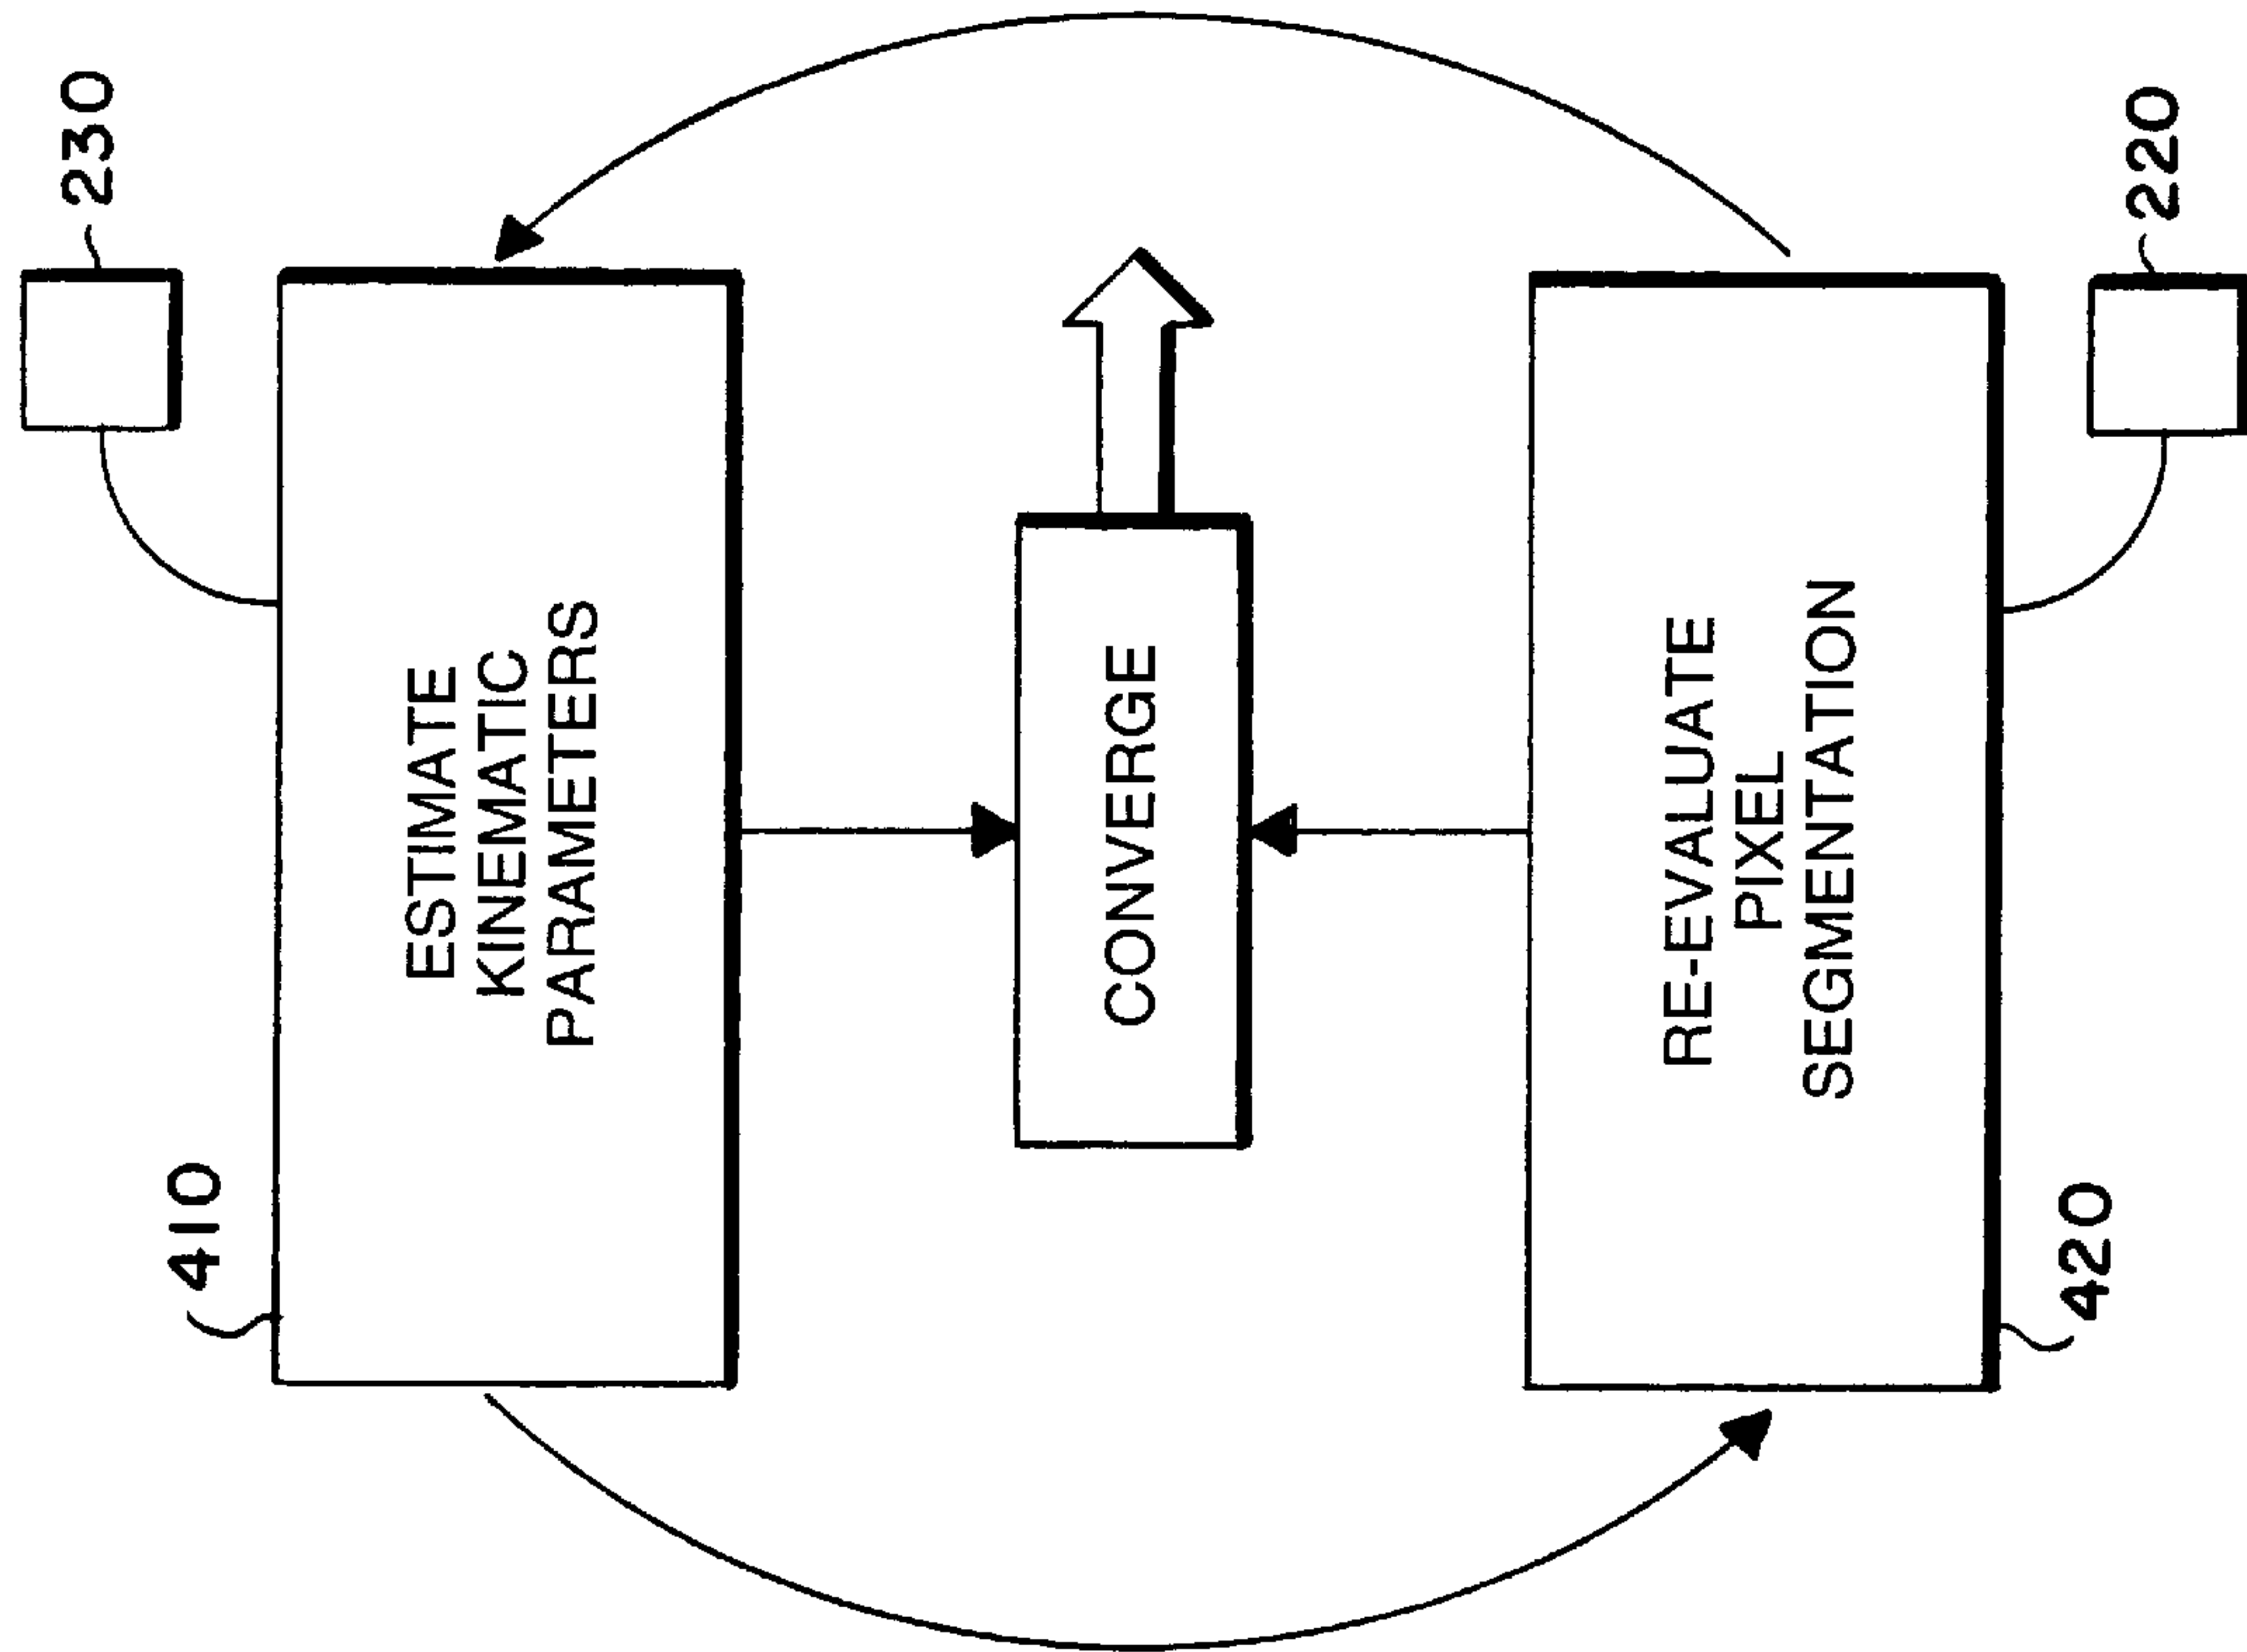 410
ESTIMATE
KINEMATIC
PARAMETERS
230
CONVERGE
420
RE-EVALUATE
PIXEL
SEGMENTATION
220